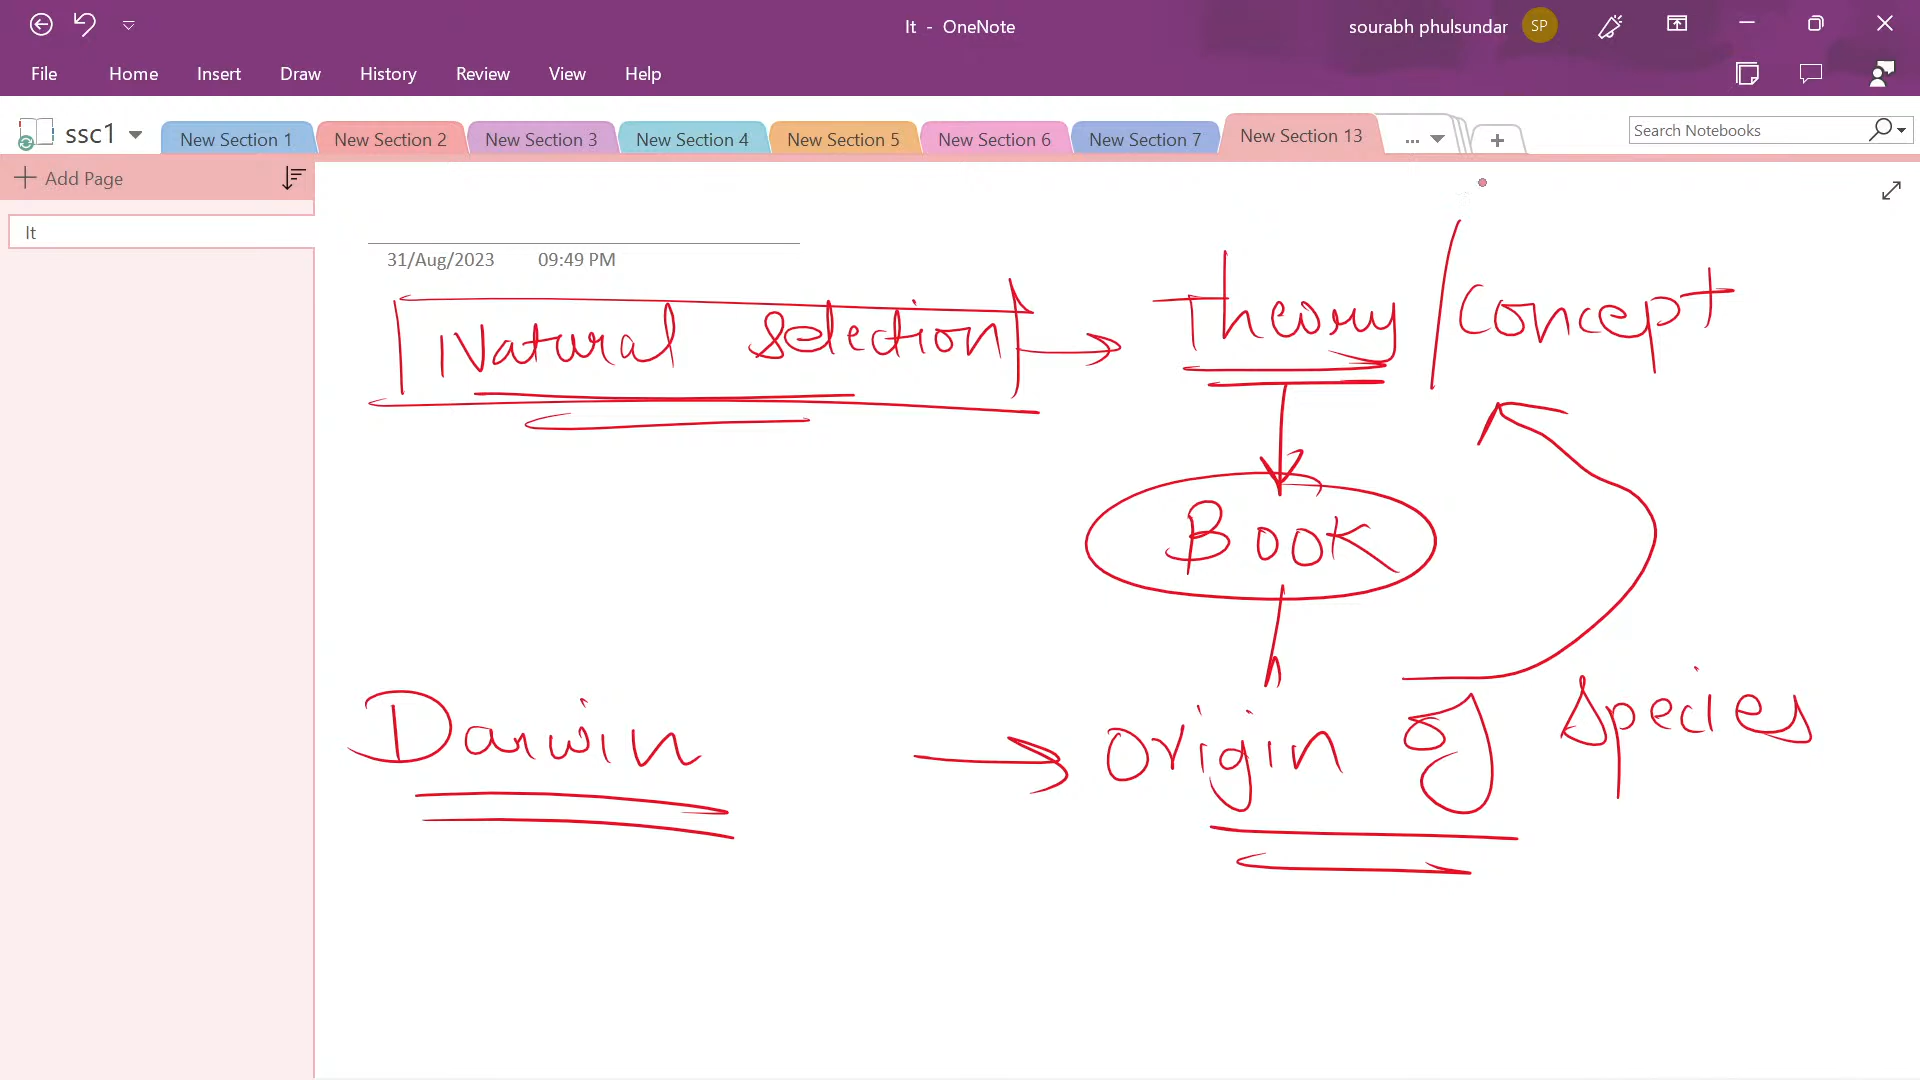 It - OneNote
sourabh phulsundar SP
File Home Insert Draw History Review View Help
ssc1 New Section 1 New Section 2 New Section 3 New Section 4 New Section 5 New Section 6 New Section 7 New Section 13 ... Search Notebooks
Add Page
It
31/Aug/2023 09:49 PM
Natural Selection → Theory / Concept
Book
Darwin → Origin of Species